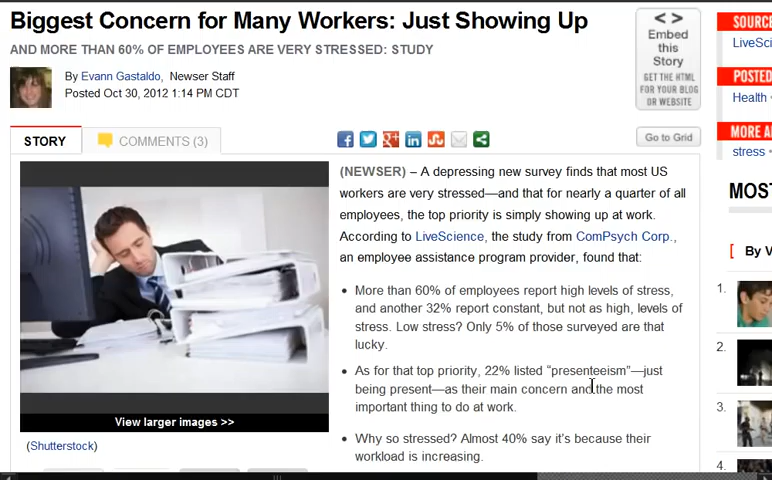 Biggest Concern for Many Workers: Just Showing Up
AND MORE THAN 60% OF EMPLOYEES ARE VERY STRESSED: STUDY
By Evann Gastaldo, Newser Staff
Posted Oct 30, 2012 1:14 PM CDT
< >
Embed
this
Story
GET THE HTML
FOR YOUR BLOG
OR WEBSITE
STORY
COMMENTS (3)
Go to Grid
(NEWSER) – A depressing new survey finds that most US
workers are very stressed—and that for nearly a quarter of all
employees, the top priority is simply showing up at work.
According to LiveScience, the study from ComPsych Corp.,
an employee assistance program provider, found that:
• More than 60% of employees report high levels of stress,
and another 32% report constant, but not as high, levels of
stress. Low stress? Only 5% of those surveyed are that
lucky.
• As for that top priority, 22% listed “presenteeism”—just
being present—as their main concern and the most
important thing to do at work.
• Why so stressed? Almost 40% say it’s because their
workload is increasing.
View larger images >>
(Shutterstock)
SOURC
LiveSci
POSTED
Health
MORE A
stress
MOST
[ By V
1.
2.
3.
4.